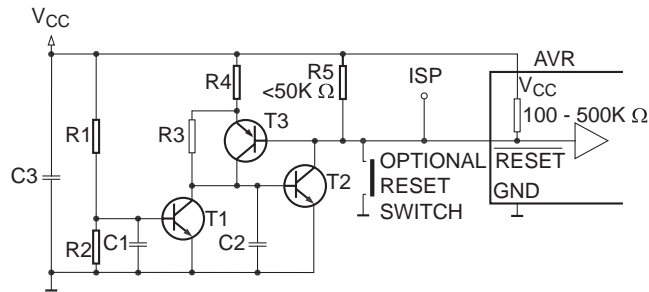 VCC
R1
C3
R2
C1
R3
R4
T3
T1
C2
T2
R5
<50K Ω
ISP
OPTIONAL
RESET
SWITCH
AVR
VCC
100 - 500K Ω
RESET
GND